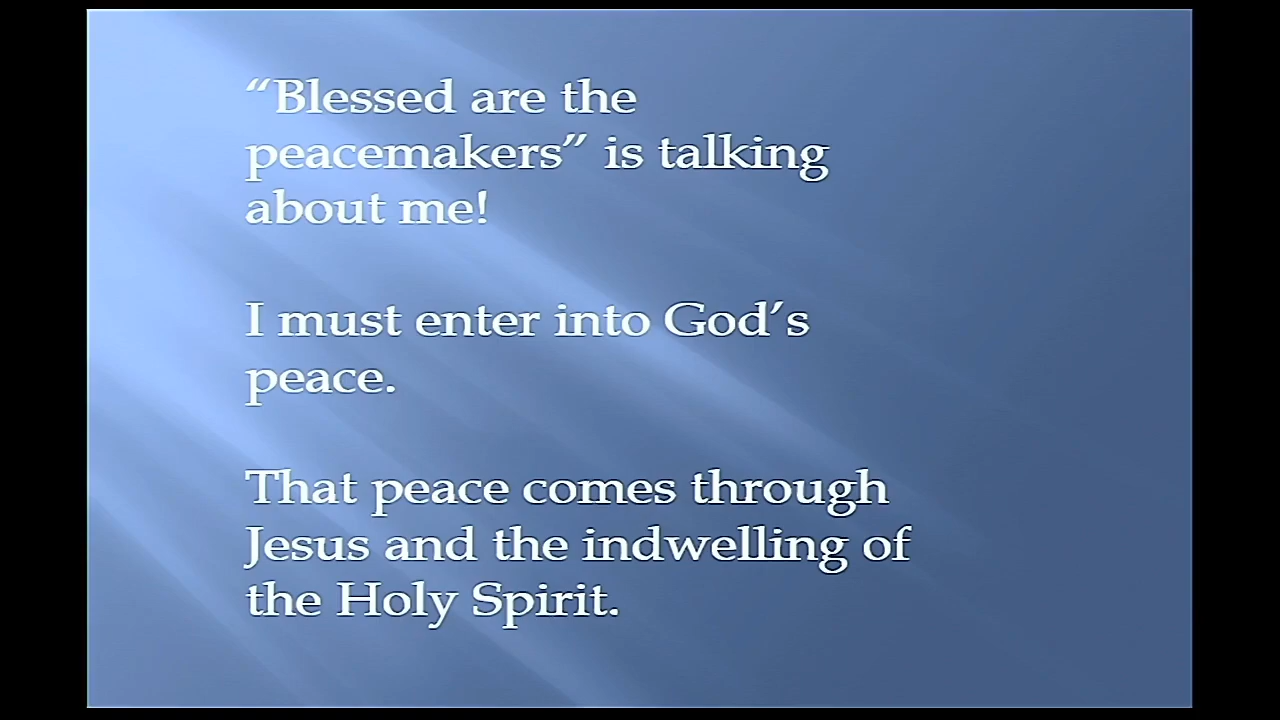 “Blessed are the
peacemakers” is talking
about me!
I must enter into God’s
peace.
That peace comes through
Jesus and the indwelling of
the Holy Spirit.